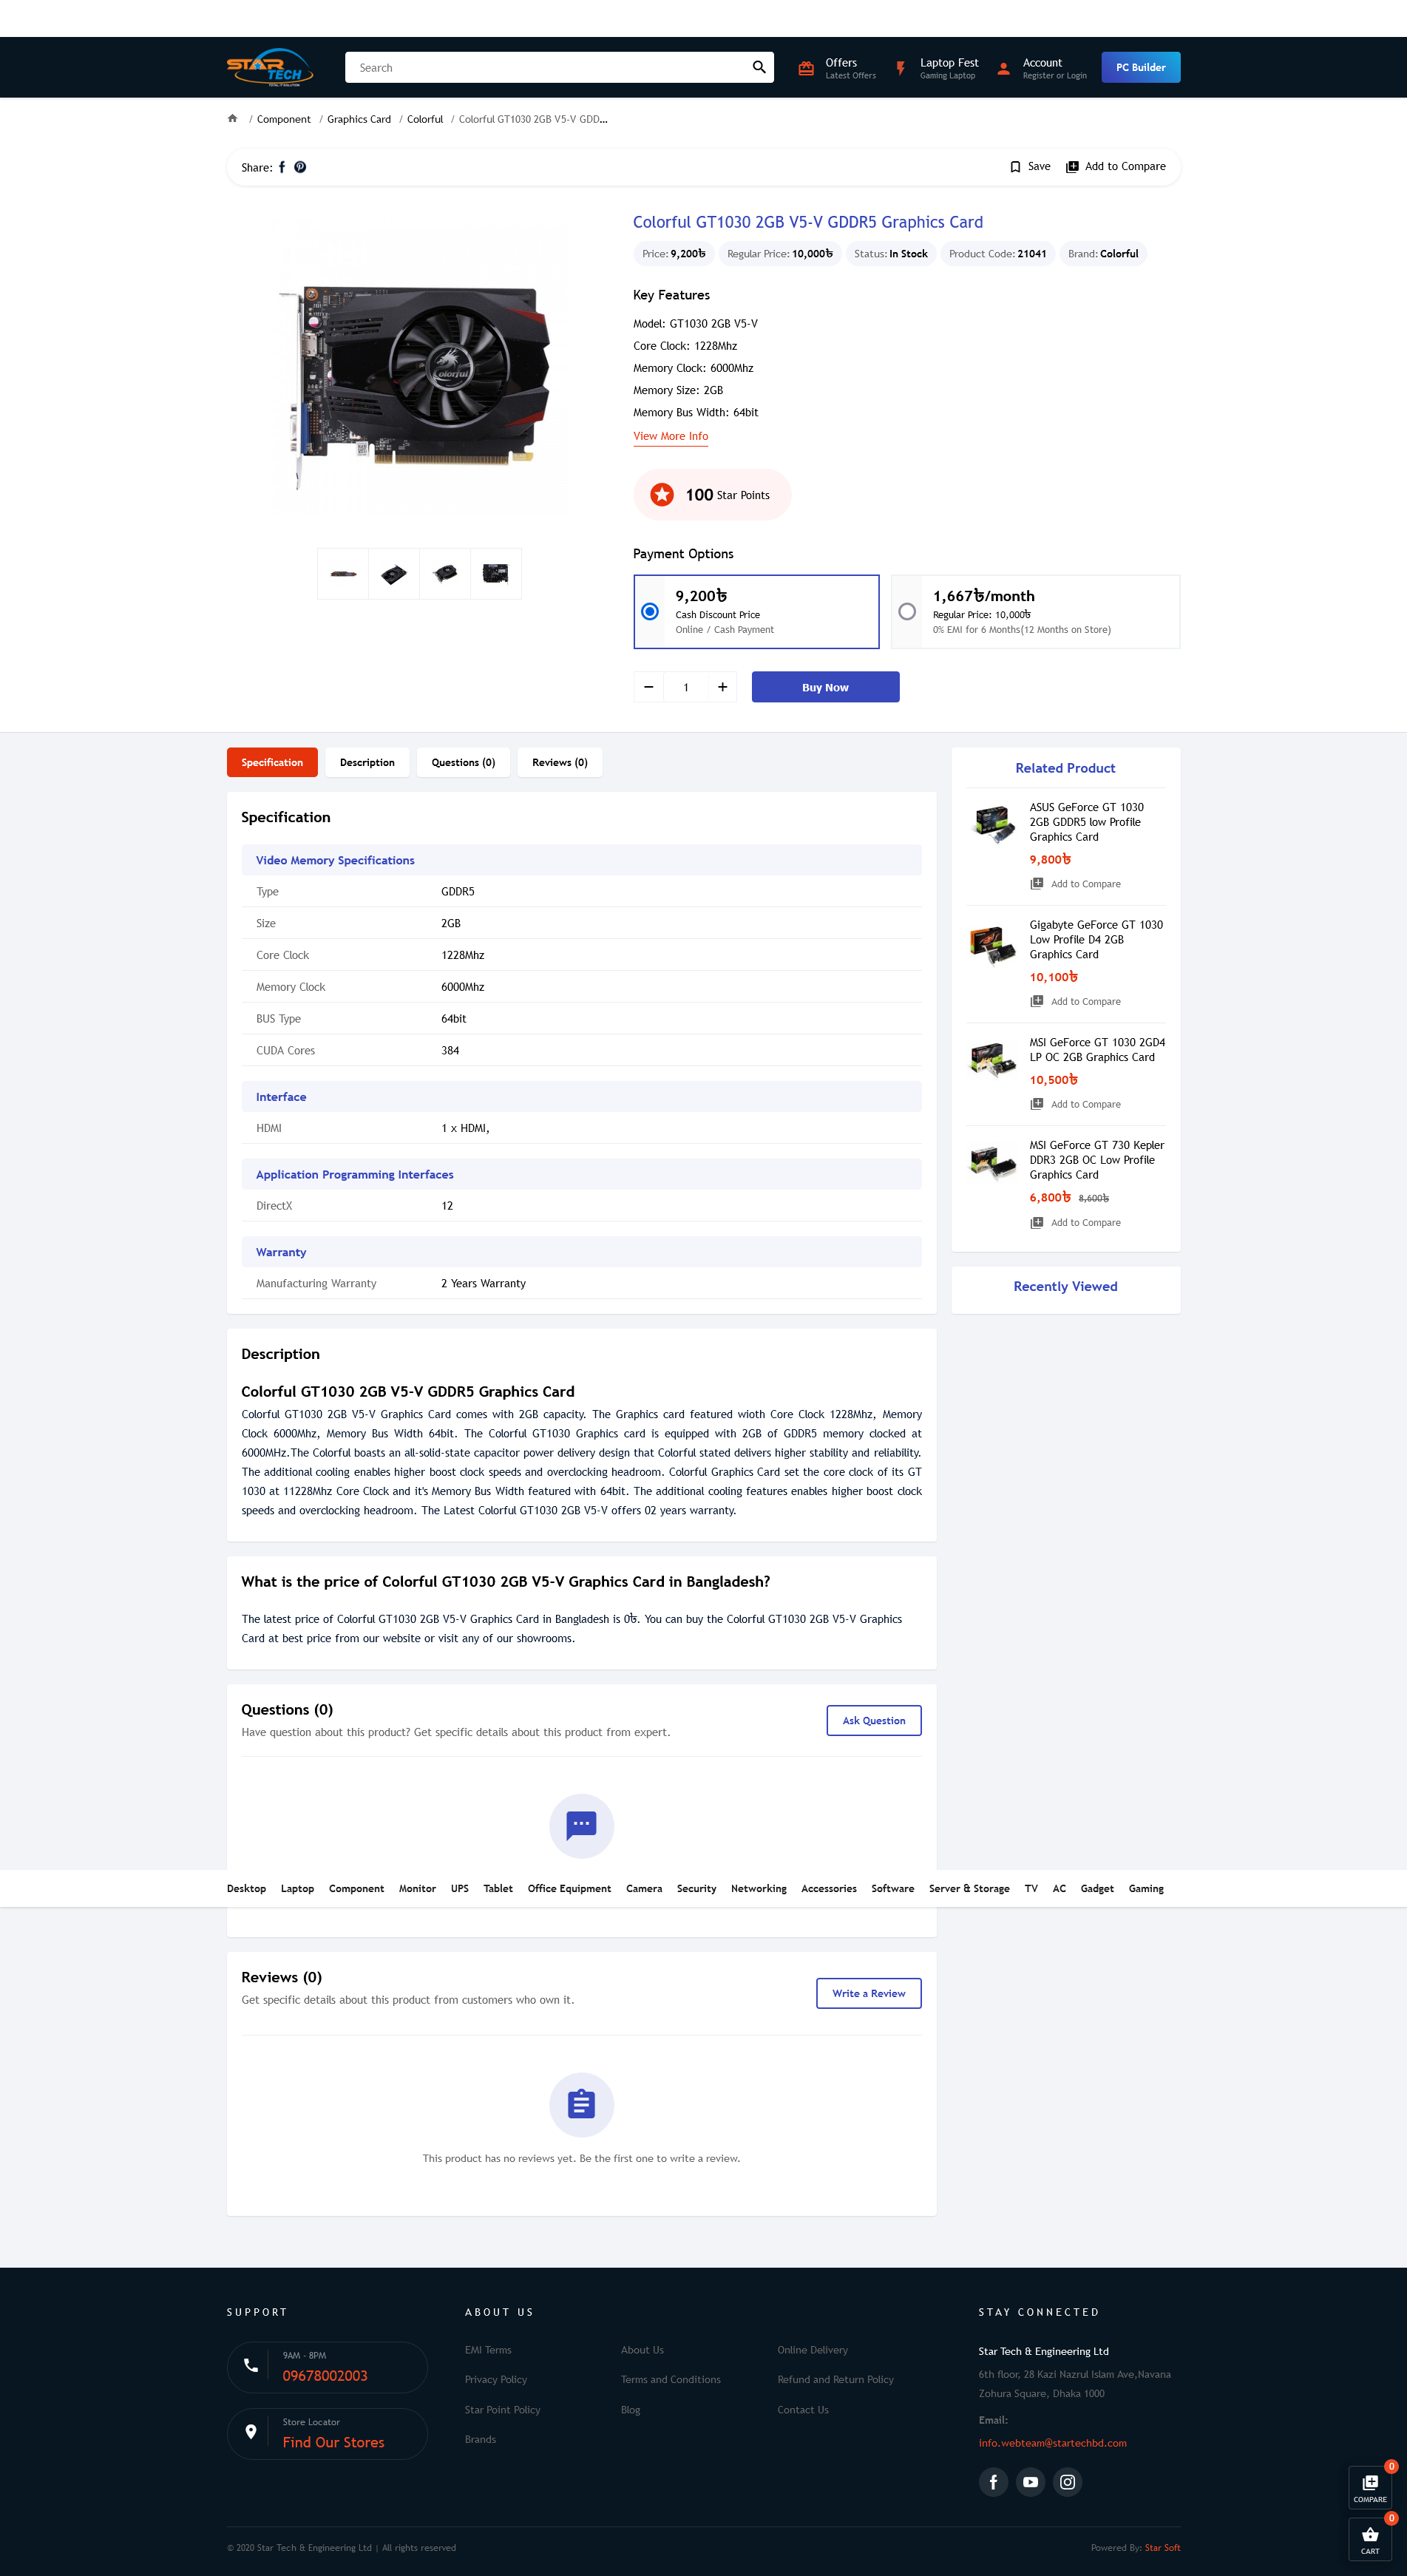 STAR TECH
Search
Offers
Latest Offers
Laptop Fest
Gaming Laptop
Account
Register or Login
PC Builder
/ Component / Graphics Card / Colorful / Colorful GT1030 2GB V5-V GDD...
Share:
Save
Add to Compare
Colorful GT1030 2GB V5-V GDDR5 Graphics Card
Price: 9,200৳ Regular Price: 10,000৳ Status: In Stock Product Code: 21041 Brand: Colorful
Key Features
Model: GT1030 2GB V5-V
Core Clock: 1228Mhz
Memory Clock: 6000Mhz
Memory Size: 2GB
Memory Bus Width: 64bit
View More Info
Colorful
100 Star Points
Payment Options
9,200৳
Cash Discount Price
Online / Cash Payment
1,667৳/month
Regular Price: 10,000৳
0% EMI for 6 Months(12 Months on Store)
1
Buy Now
Specification
Description
Questions (0)
Reviews (0)
Specification
Video Memory Specifications
Type GDDR5
Size 2GB
Core Clock 1228Mhz
Memory Clock 6000Mhz
BUS Type 64bit
CUDA Cores 384
Interface
HDMI 1 x HDMI,
Application Programming Interfaces
DirectX 12
Warranty
Manufacturing Warranty 2 Years Warranty
Related Product
ASUS GeForce GT 1030
2GB GDDR5 low Profile
Graphics Card
9,800৳
Add to Compare
Gigabyte GeForce GT 1030
Low Profile D4 2GB
Graphics Card
10,100৳
Add to Compare
MSI GeForce GT 1030 2GD4
LP OC 2GB Graphics Card
10,500৳
Add to Compare
MSI GeForce GT 730 Kepler
DDR3 2GB OC Low Profile
Graphics Card
6,800৳ 8,600৳
Add to Compare
Recently Viewed
Description
Colorful GT1030 2GB V5-V GDDR5 Graphics Card
Colorful GT1030 2GB V5-V Graphics Card comes with 2GB capacity. The Graphics card featured wioth Core Clock 1228Mhz, Memory
Clock 6000Mhz, Memory Bus Width 64bit. The Colorful GT1030 Graphics card is equipped with 2GB of GDDR5 memory clocked at
6000MHz.The Colorful boasts an all-solid-state capacitor power delivery design that Colorful stated delivers higher stability and reliability.
The additional cooling enables higher boost clock speeds and overclocking headroom. Colorful Graphics Card set the core clock of its GT
1030 at 11228Mhz Core Clock and it's Memory Bus Width featured with 64bit. The additional cooling features enables higher boost clock
speeds and overclocking headroom. The Latest Colorful GT1030 2GB V5-V offers 02 years warranty.
What is the price of Colorful GT1030 2GB V5-V Graphics Card in Bangladesh?
The latest price of Colorful GT1030 2GB V5-V Graphics Card in Bangladesh is 0৳. You can buy the Colorful GT1030 2GB V5-V Graphics
Card at best price from our website or visit any of our showrooms.
Questions (0)
Have question about this product? Get specific details about this product from expert.
Ask Question
Desktop Laptop Component Monitor UPS Tablet Office Equipment Camera Security Networking Accessories Software Server & Storage TV AC Gadget Gaming
Reviews (0)
Get specific details about this product from customers who own it.
Write a Review
This product has no reviews yet. Be the first one to write a review.
SUPPORT
9AM - 8PM
09678002003
Store Locator
Find Our Stores
ABOUT US
EMI Terms
About Us
Online Delivery
Privacy Policy
Terms and Conditions
Refund and Return Policy
Star Point Policy
Blog
Contact Us
Brands
STAY CONNECTED
Star Tech & Engineering Ltd
6th floor, 28 Kazi Nazrul Islam Ave,Navana
Zohura Square, Dhaka 1000
Email:
info.webteam@startechbd.com
0
COMPARE
0
CART
© 2020 Star Tech & Engineering Ltd | All rights reserved
Powered By: Star Soft